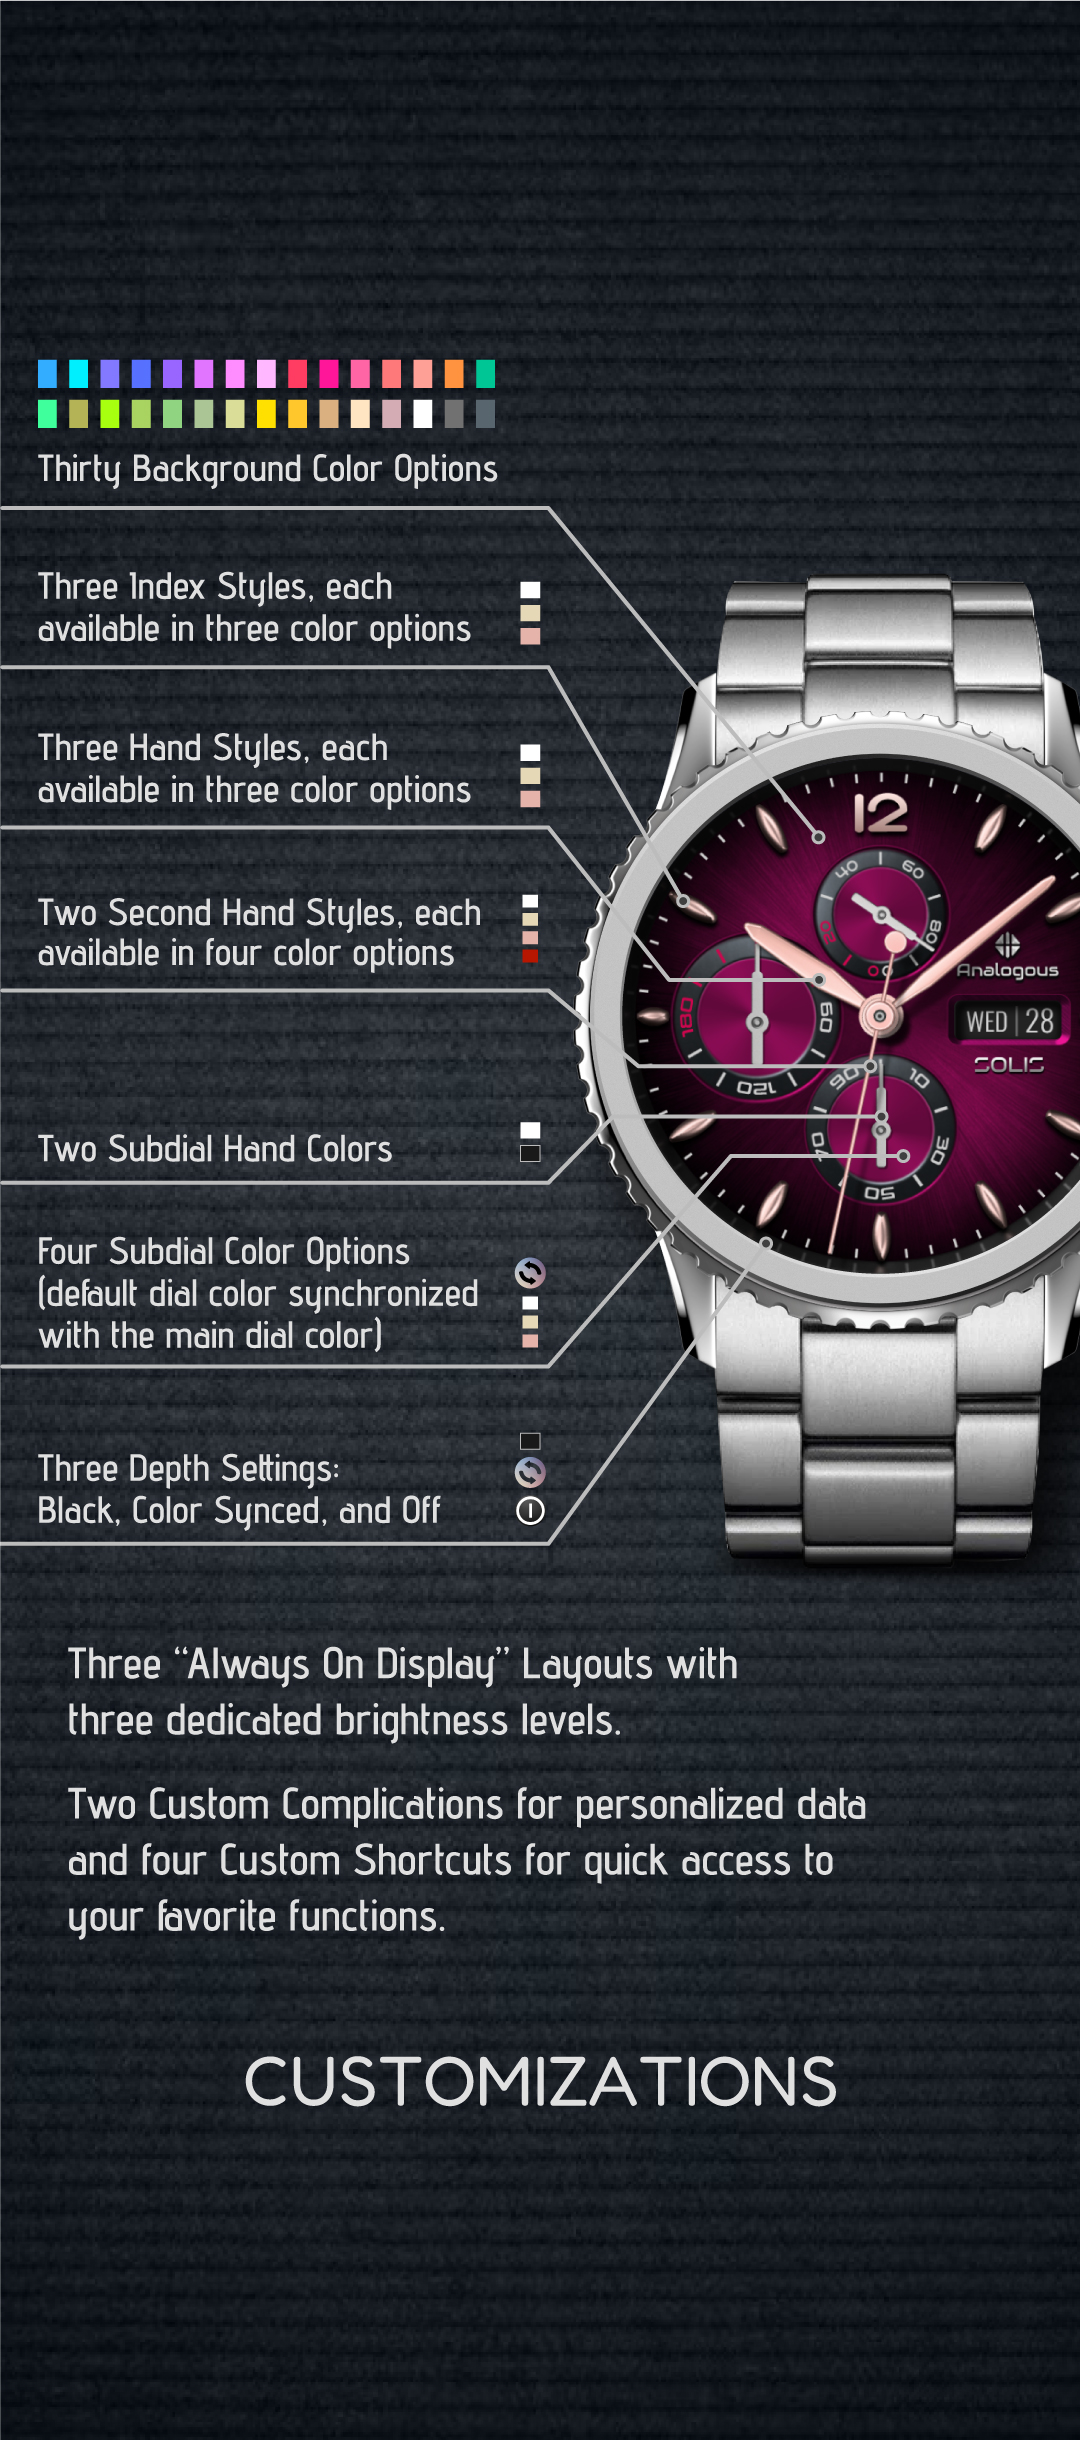 Thirty Background Color Options
Three Index Styles, each
available in three color options
Three Hand Styles, each
available in three color options
Two Second Hand Styles, each
available in four color options
Two Subdial Hand Colors
Four Subdial Color Options
(default dial color synchronized
with the main dial color)
Three Depth Settings:
Black, Color Synced, and Off
12
40
60
80
00
20
Analogous
WED | 28
SOLIS
180
60
120
90
10
30
50
70
Three “Always On Display” Layouts with
three dedicated brightness levels.
Two Custom Complications for personalized data
and four Custom Shortcuts for quick access to
your favorite functions.
CUSTOMIZATIONS